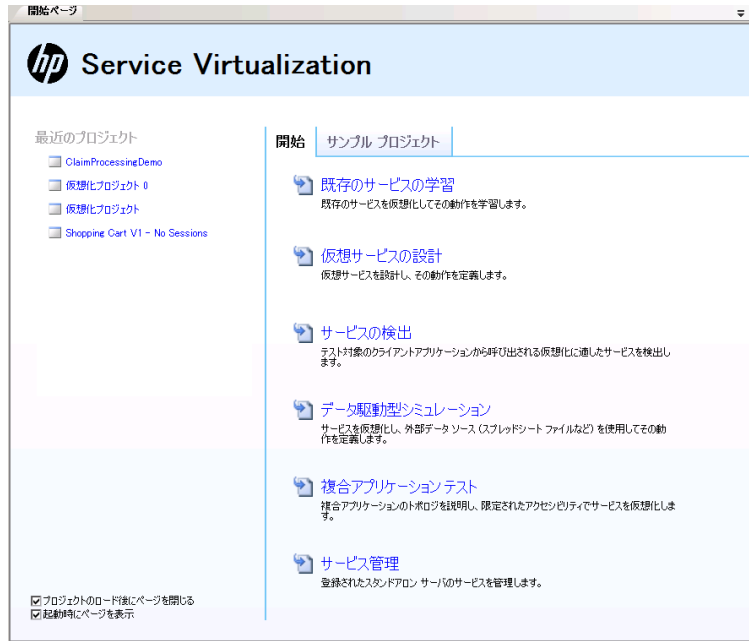 開始ページ
hp Service Virtualization
最近のプロジェクト
ClaimProcessingDemo
仮想化プロジェクト 0
仮想化プロジェクト
Shopping Cart V1 - No Sessions
プロジェクトのロード後にページを閉じる
起動時にページを表示
開始 サンプル プロジェクト
既存のサービスの学習
既存のサービスを仮想化してその動作を学習します。
仮想サービスの設計
仮想サービスを設計し、その動作を定義します。
サービスの検出
テスト対象のクライアントアプリケーションから呼び出される仮想化に適したサービスを検出し
ます。
データ駆動型シミュレーション
サービスを仮想化し、外部データ ソース (スプレッドシート ファイルなど) を使用してその動
作を定義します。
複合アプリケーション テスト
複合アプリケーションのトポロジを説明し、限定されたアクセシビリティでサービスを仮想化しま
す。
サービス管理
登録されたスタンドアロン サーバのサービスを管理します。